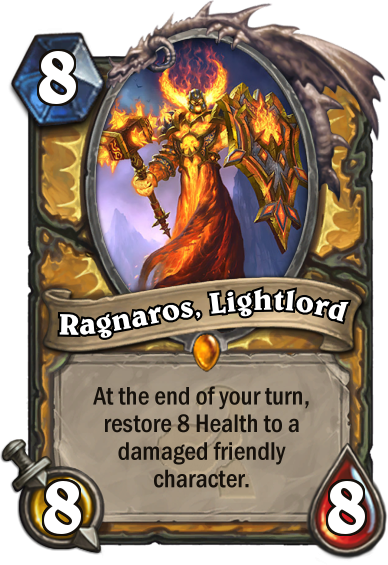 8
Ragnaros, Lightlord
At the end of your turn,
restore 8 Health to a
damaged friendly
character.
8
8